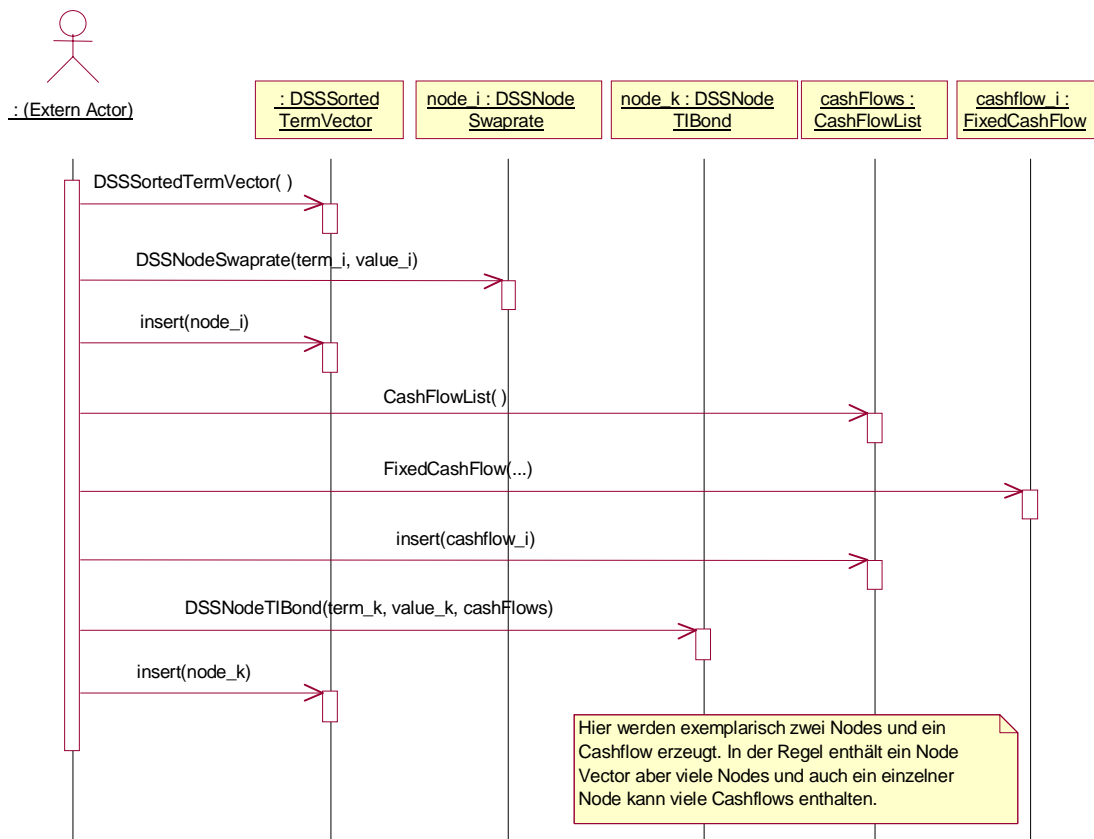 : (Extern Actor)
: DSSSorted
TermVector
node_i : DSSNode
Swaprate
node_k : DSSNode
TIBond
cashFlows :
CashFlowList
cashflow_i :
FixedCashFlow
DSSSortedTermVector( )
DSSNodeSwaprate(term_i, value_i)
insert(node_i)
CashFlowList( )
FixedCashFlow(...)
insert(cashflow_i)
DSSNodeTIBond(term_k, value_k, cashFlows)
insert(node_k)
Hier werden exemplarisch zwei Nodes und ein
Cashflow erzeugt. In der Regel enthält ein Node
Vector aber viele Nodes und auch ein einzelner
Node kann viele Cashflows enthalten.